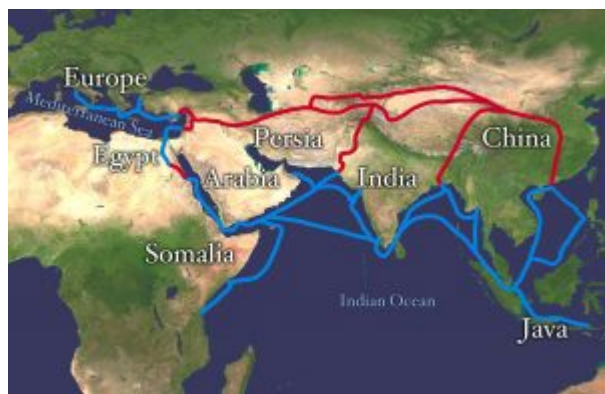 Europe
Mediterranean Sea
Persia
China
Egypt
Arabia
India
Somalia
Indian Ocean
Java